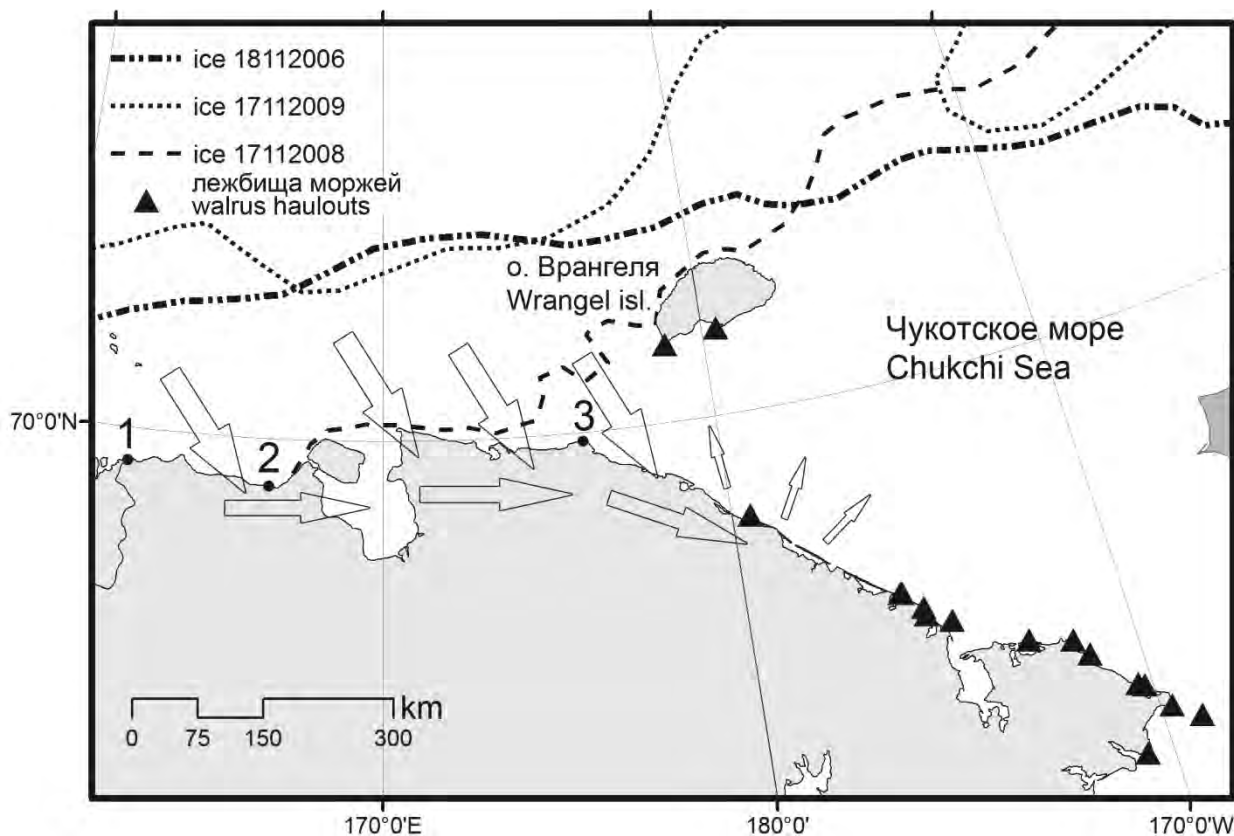 ice 18112006
ice 17112009
ice 17112008
лежбища моржей
walrus haulouts
о. Врангеля
Wrangel isl.
Чукотское море
Chukchi Sea
70°0'N
1
2
3
km
0 75 150 300
170°0'E
180°0'
170°0'W